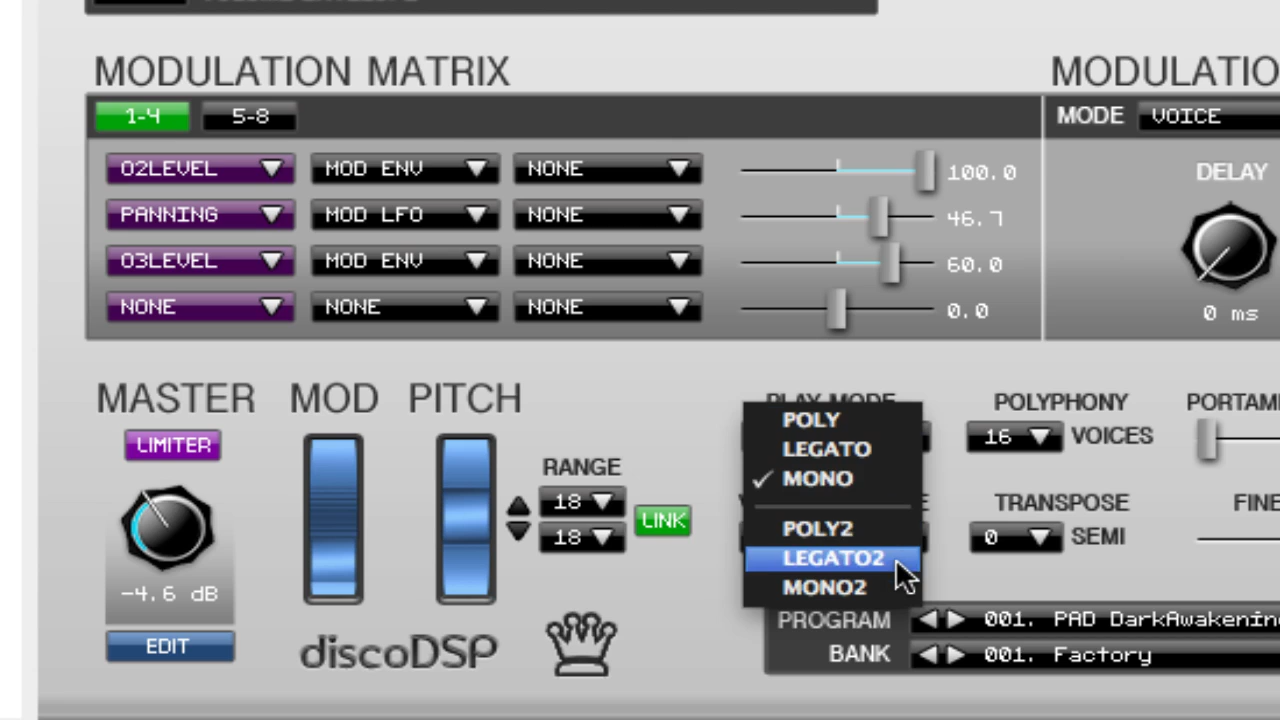 MODULATION MATRIX
MODULATIO
1-4 5-8
MODE VOICE
O2LEVEL MOD ENV NONE 100.0
DELAY
PANNING MOD LFO NONE 46.7
O3LEVEL MOD ENV NONE 60.0
NONE NONE NONE 0.0
0 ms
MASTER MOD PITCH
PLAY MODE
POLYPHONY
PORTAM
LIMITER
16 VOICES
RANGE
18
18
LINK
POLY
LEGATO
✓ MONO
POLY2
LEGATO2
MONO2
TRANSPOSE
FINE
0 SEMI
-4.6 dB
EDIT
discoDSP
PROGRAM 001. PAD DarkAwakenin
BANK 001. Factory